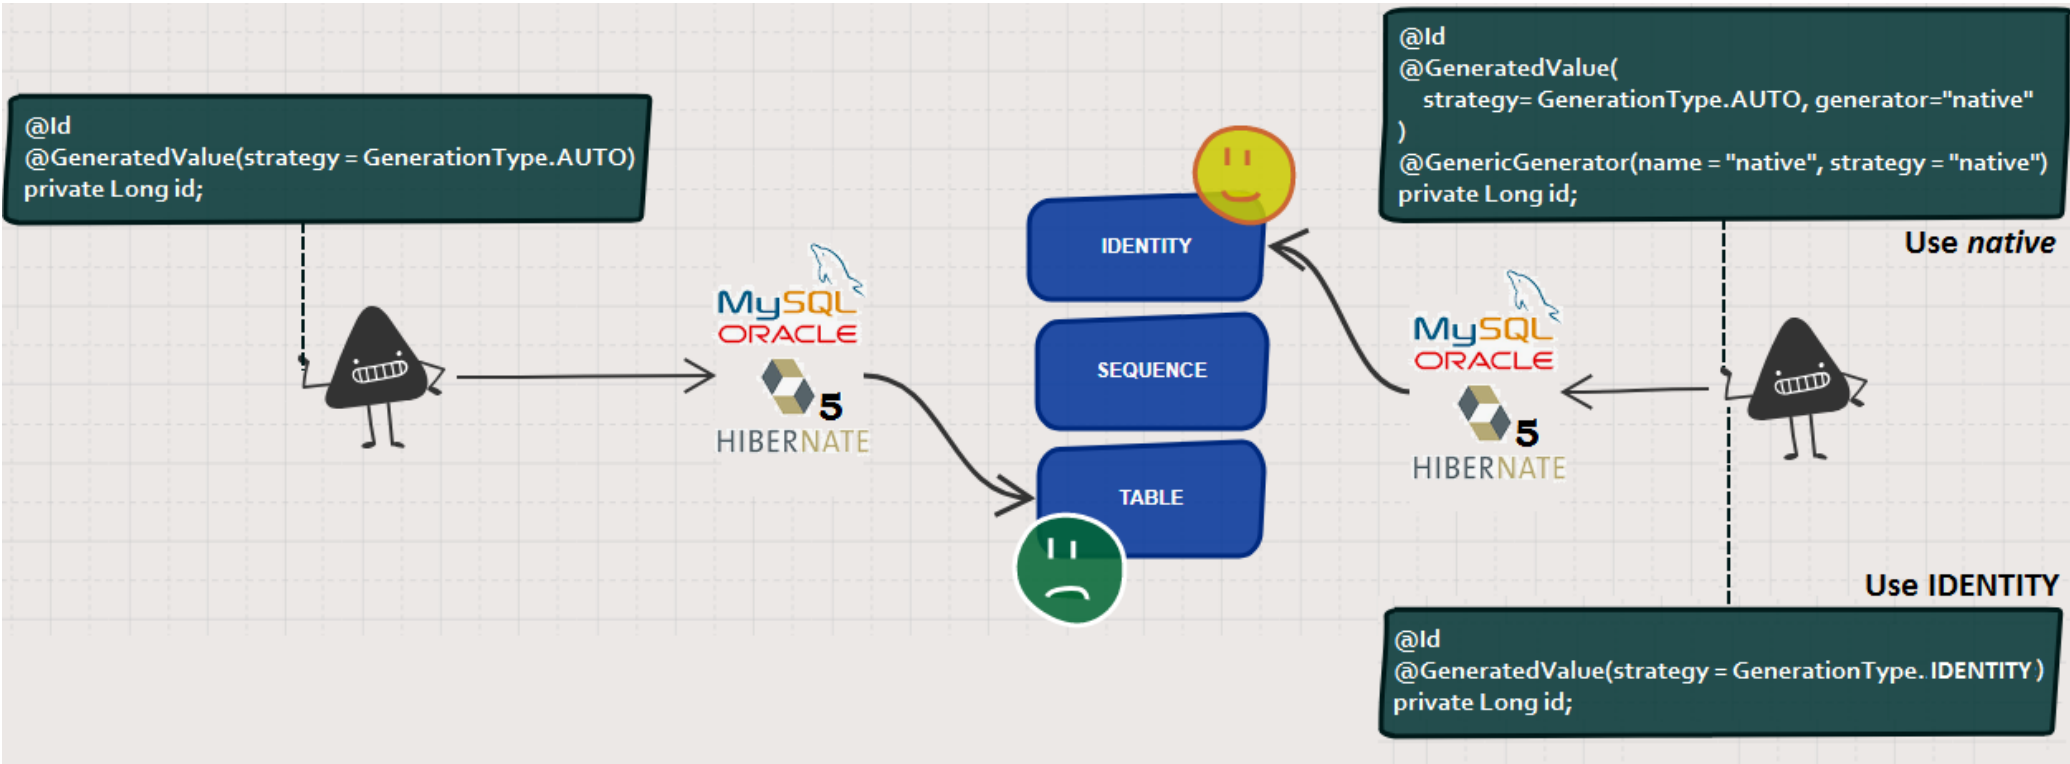 @Id
@GeneratedValue(strategy = GenerationType.AUTO)
private Long id;
MySQL
ORACLE
5
HIBERNATE
IDENTITY
SEQUENCE
TABLE
@Id
@GeneratedValue(
strategy= GenerationType.AUTO, generator="native"
)
@GenericGenerator(name = "native", strategy = "native")
private Long id;
Use native
MySQL
ORACLE
5
HIBERNATE
Use IDENTITY
@Id
@GeneratedValue(strategy = GenerationType. IDENTITY )
private Long id;